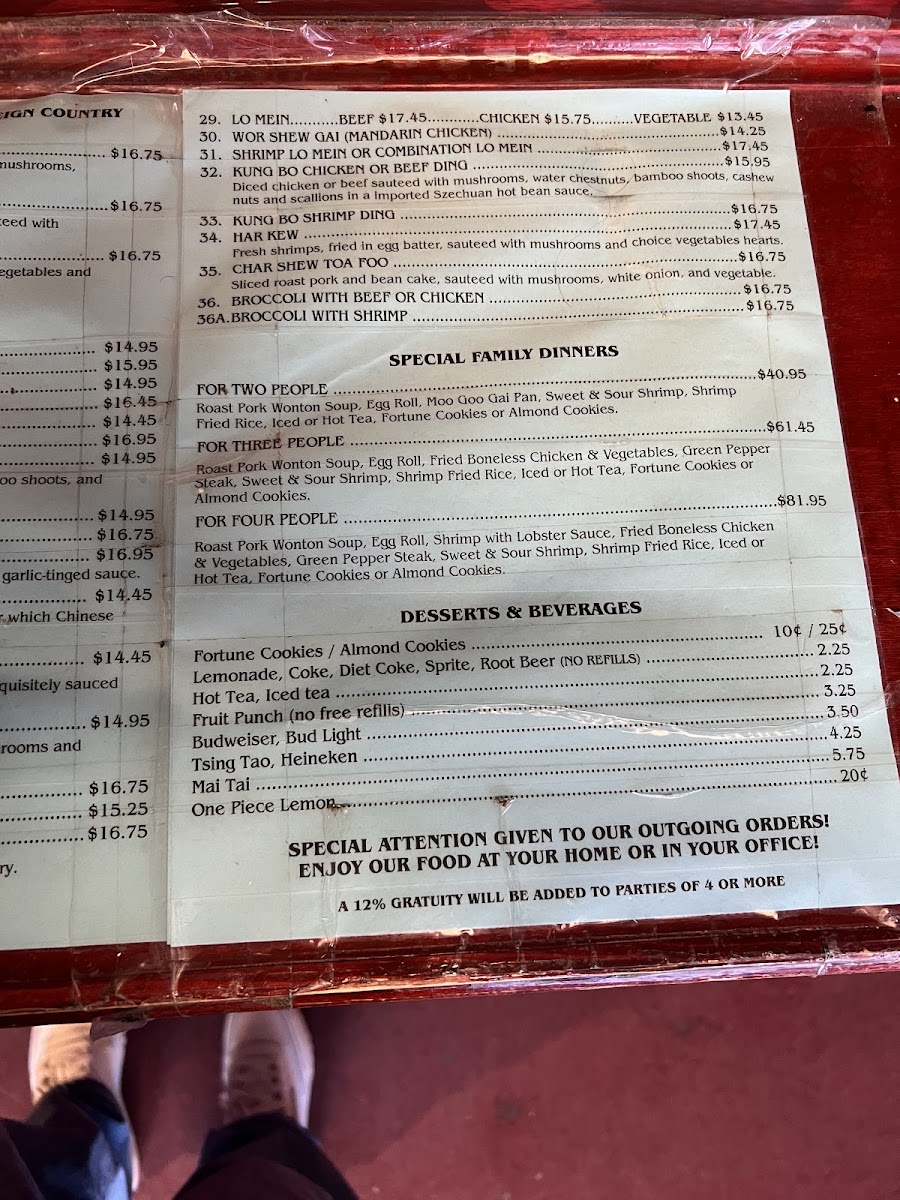 EIGN COUNTRY
$16.75
mushrooms,
$16.75
teed with
$16.75
egetables and
$14.95
$15.95
$14.95
$16.45
$14.45
$16.95
$14.95
oo shoots, and
$14.95
$16.75
$16.95
garlic-tinged sauce.
$14.45
r which Chinese
$14.45
quisitely sauced
$14.95
rooms and
$16.75
$15.25
$16.75
ry.
29. LO MEIN..........BEEF $17.45...........CHICKEN $15.75.........VEGETABLE $13.45
30. WOR SHEW GAI (MANDARIN CHICKEN) ..... $14.25
31. SHRIMP LO MEIN OR COMBINATION LO MEIN ..... $17.45
32. KUNG BO CHICKEN OR BEEF DING ..... $15.95
Diced chicken or beef sauteed with mushrooms, water chestnuts, bamboo shoots, cashew
nuts and scallions in a Imported Szechuan hot bean sauce.
33. KUNG BO SHRIMP DING ..... $16.75
34. HAR KEW ..... $17.45
Fresh shrimps, fried in egg batter, sauteed with mushrooms and choice vegetables hearts.
35. CHAR SHEW TOA FOO ..... $16.75
Sliced roast pork and bean cake, sauteed with mushrooms, white onion, and vegetable.
36. BROCCOLI WITH BEEF OR CHICKEN ..... $16.75
36A. BROCCOLI WITH SHRIMP ..... $16.75
SPECIAL FAMILY DINNERS
FOR TWO PEOPLE ..... $40.95
Roast Pork Wonton Soup, Egg Roll, Moo Goo Gai Pan, Sweet & Sour Shrimp, Shrimp
Fried Rice, Iced or Hot Tea, Fortune Cookies or Almond Cookies.
FOR THREE PEOPLE ..... $61.45
Roast Pork Wonton Soup, Egg Roll, Fried Boneless Chicken & Vegetables, Green Pepper
Steak, Sweet & Sour Shrimp, Shrimp Fried Rice, Iced or Hot Tea, Fortune Cookies or
Almond Cookies.
FOR FOUR PEOPLE ..... $81.95
Roast Pork Wonton Soup, Egg Roll, Shrimp with Lobster Sauce, Fried Boneless Chicken
& Vegetables, Green Pepper Steak, Sweet & Sour Shrimp, Shrimp Fried Rice, Iced or
Hot Tea, Fortune Cookies or Almond Cookies.
DESSERTS & BEVERAGES
Fortune Cookies / Almond Cookies ..... 10¢ / 25¢
Lemonade, Coke, Diet Coke, Sprite, Root Beer (NO REFILLS) ..... 2.25
Hot Tea, Iced tea ..... 2.25
Fruit Punch (no free refills) ..... 3.25
Budweiser, Bud Light ..... 3.50
Tsing Tao, Heineken ..... 4.25
Mai Tai ..... 5.75
One Piece Lemon ..... 20¢
SPECIAL ATTENTION GIVEN TO OUR OUTGOING ORDERS!
ENJOY OUR FOOD AT YOUR HOME OR IN YOUR OFFICE!
A 12% GRATUITY WILL BE ADDED TO PARTIES OF 4 OR MORE